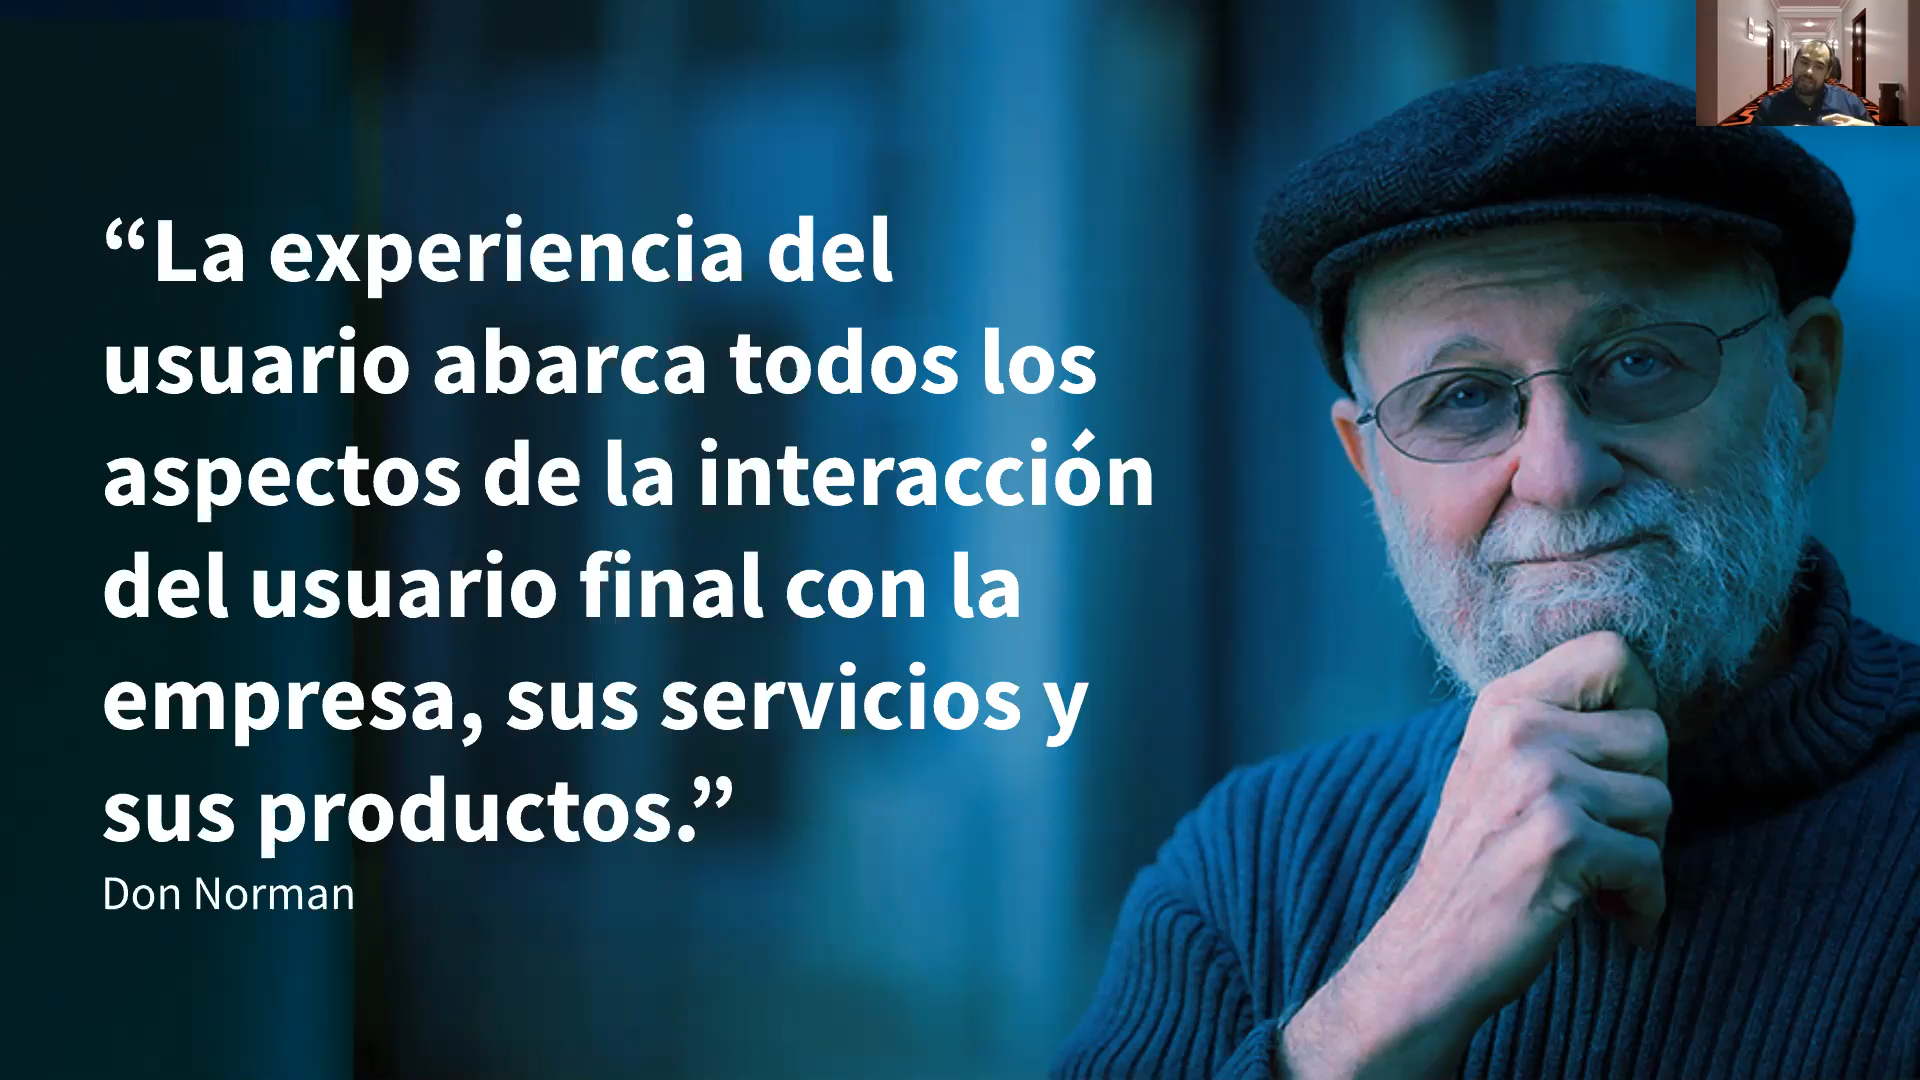 “La experiencia del
usuario abarca todos los
aspectos de la interacción
del usuario final con la
empresa, sus servicios y
sus productos.”
Don Norman